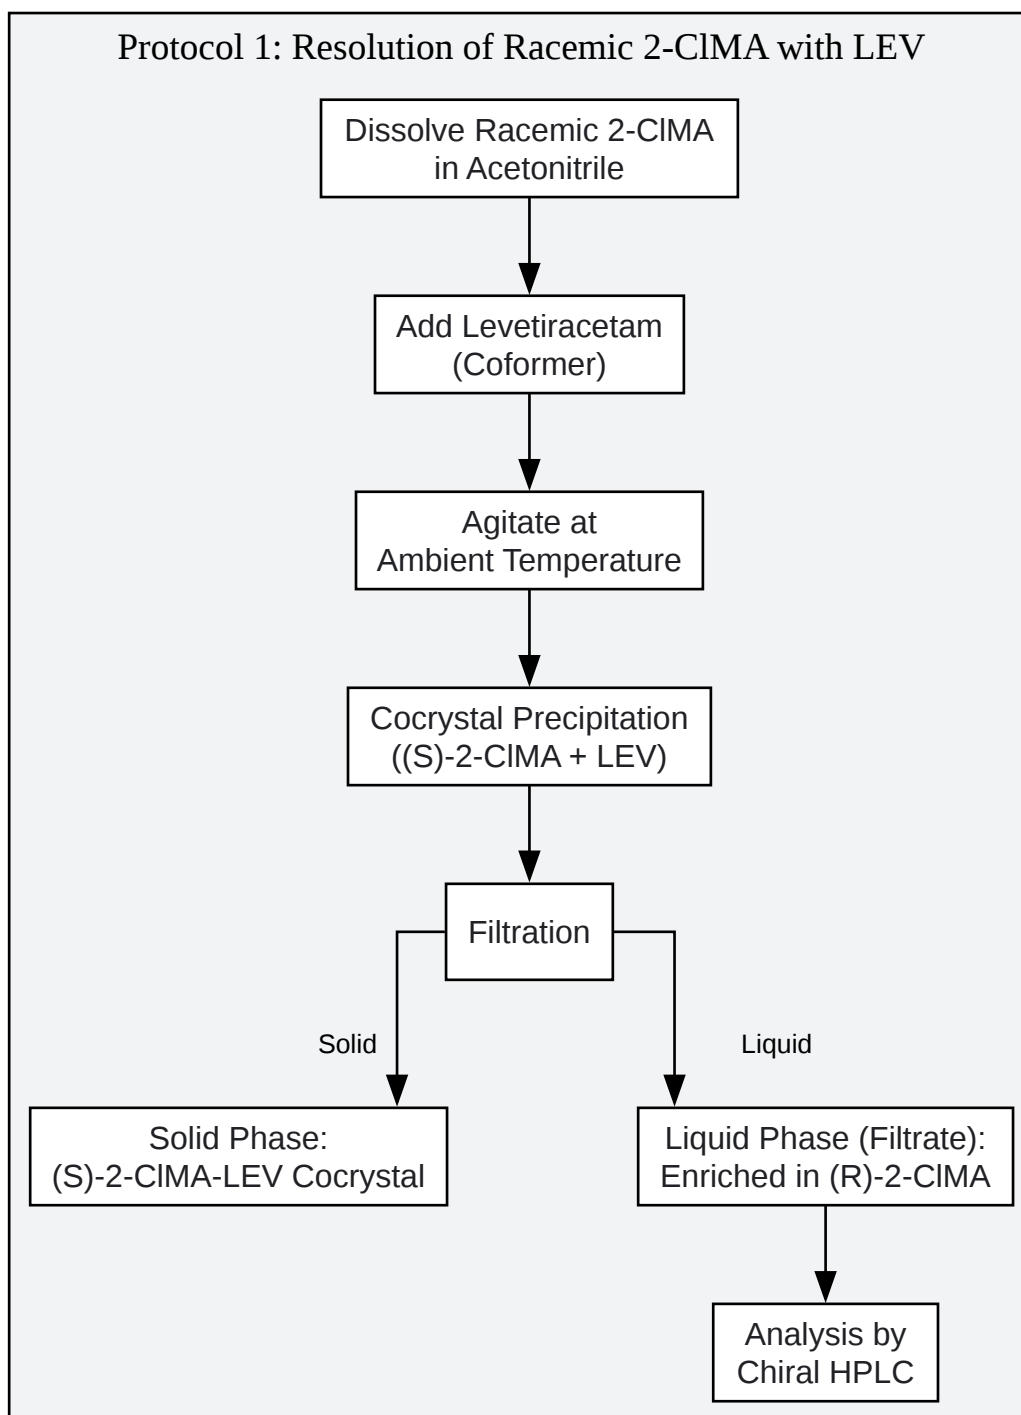 Protocol 1: Resolution of Racemic 2-ClMA with LEV
Dissolve Racemic 2-ClMA
in Acetonitrile
Add Levetiracetam
(Coformer)
Agitate at
Ambient Temperature
Cocrystal Precipitation
((S)-2-ClMA + LEV)
Filtration
Solid
Liquid
Solid Phase:
(S)-2-ClMA-LEV Cocrystal
Liquid Phase (Filtrate):
Enriched in (R)-2-ClMA
Analysis by
Chiral HPLC